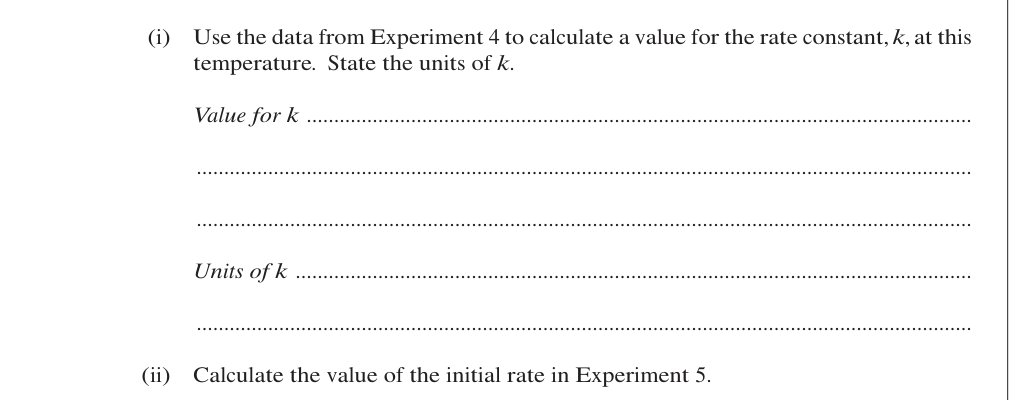 (i) Use the data from Experiment 4 to calculate a value for the rate constant, k, at this
temperature. State the units of k.
Value for k ..........................................................................................................................
..............................................................................................................................................
..............................................................................................................................................
Units of k ............................................................................................................................
..............................................................................................................................................
(ii) Calculate the value of the initial rate in Experiment 5.